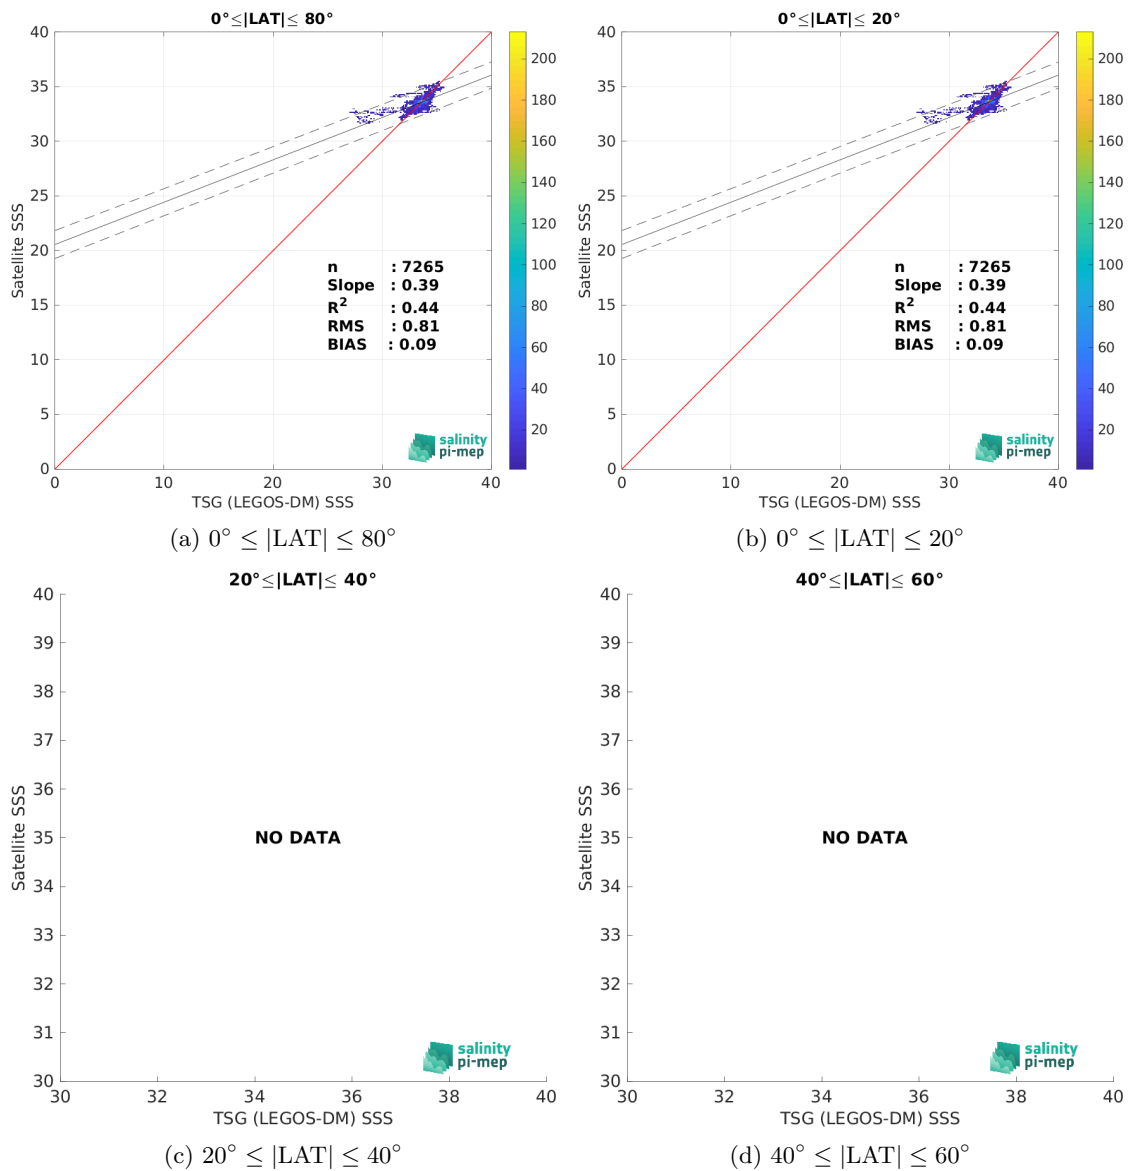 0°≤|LAT|≤ 80°
40
35
30
25
20
15
10
5
0
Satellite SSS
n : 7265
Slope : 0.39
R² : 0.44
RMS : 0.81
BIAS : 0.09
salinity
pi-mep
0 10 20 30 40
TSG (LEGOS-DM) SSS
200
180
160
140
120
100
80
60
40
20
(a) 0° ≤ |LAT| ≤ 80°
0°≤|LAT|≤ 20°
40
35
30
25
20
15
10
5
0
Satellite SSS
n : 7265
Slope : 0.39
R² : 0.44
RMS : 0.81
BIAS : 0.09
salinity
pi-mep
0 10 20 30 40
TSG (LEGOS-DM) SSS
200
180
160
140
120
100
80
60
40
20
(b) 0° ≤ |LAT| ≤ 20°
20°≤|LAT|≤ 40°
40
39
38
37
36
35
34
33
32
31
30
Satellite SSS
NO DATA
salinity
pi-mep
30 32 34 36 38 40
TSG (LEGOS-DM) SSS
(c) 20° ≤ |LAT| ≤ 40°
40°≤|LAT|≤ 60°
40
39
38
37
36
35
34
33
32
31
30
Satellite SSS
NO DATA
salinity
pi-mep
30 32 34 36 38 40
TSG (LEGOS-DM) SSS
(d) 40° ≤ |LAT| ≤ 60°